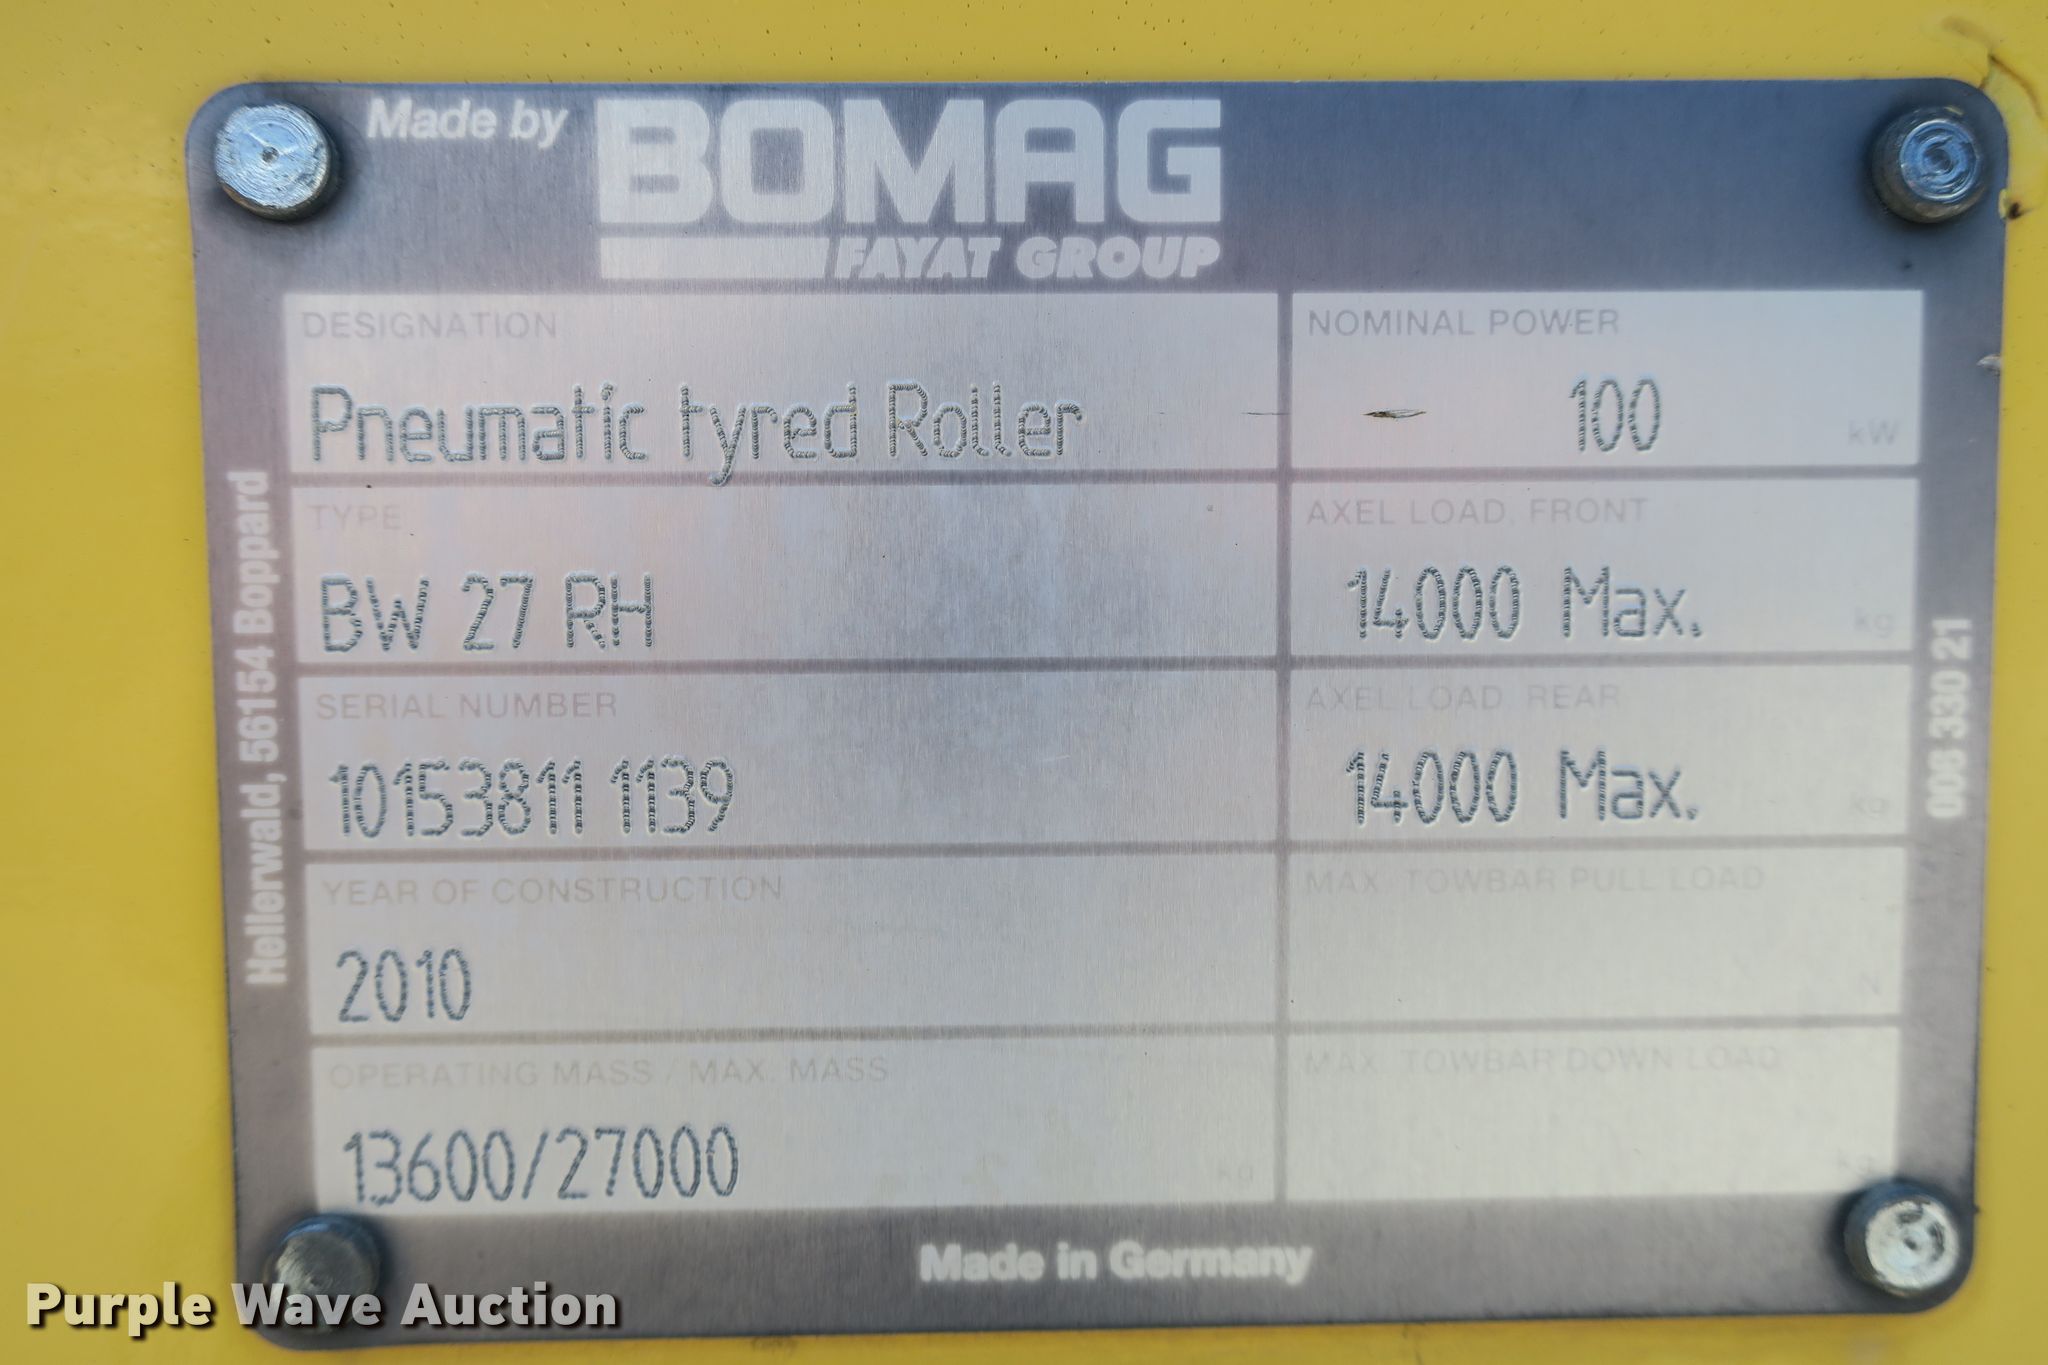 Made by BOMAG
FAYAT GROUP
DESIGNATION
Pneumatic tyred Roller
NOMINAL POWER
100 kW
TYPE
BW 27 RH
AXEL LOAD, FRONT
14000 Max. kg
SERIAL NUMBER
10153811 1139
AXEL LOAD, REAR
14000 Max. kg
YEAR OF CONSTRUCTION
2010
MAX. TOWBAR PULL LOAD
N
OPERATING MASS / MAX. MASS
13600/27000 kg
MAX. TOWBAR DOWN LOAD
kg
Hellerwald, 56154 Boppard
008 330 21
Made in Germany
Purple Wave Auction